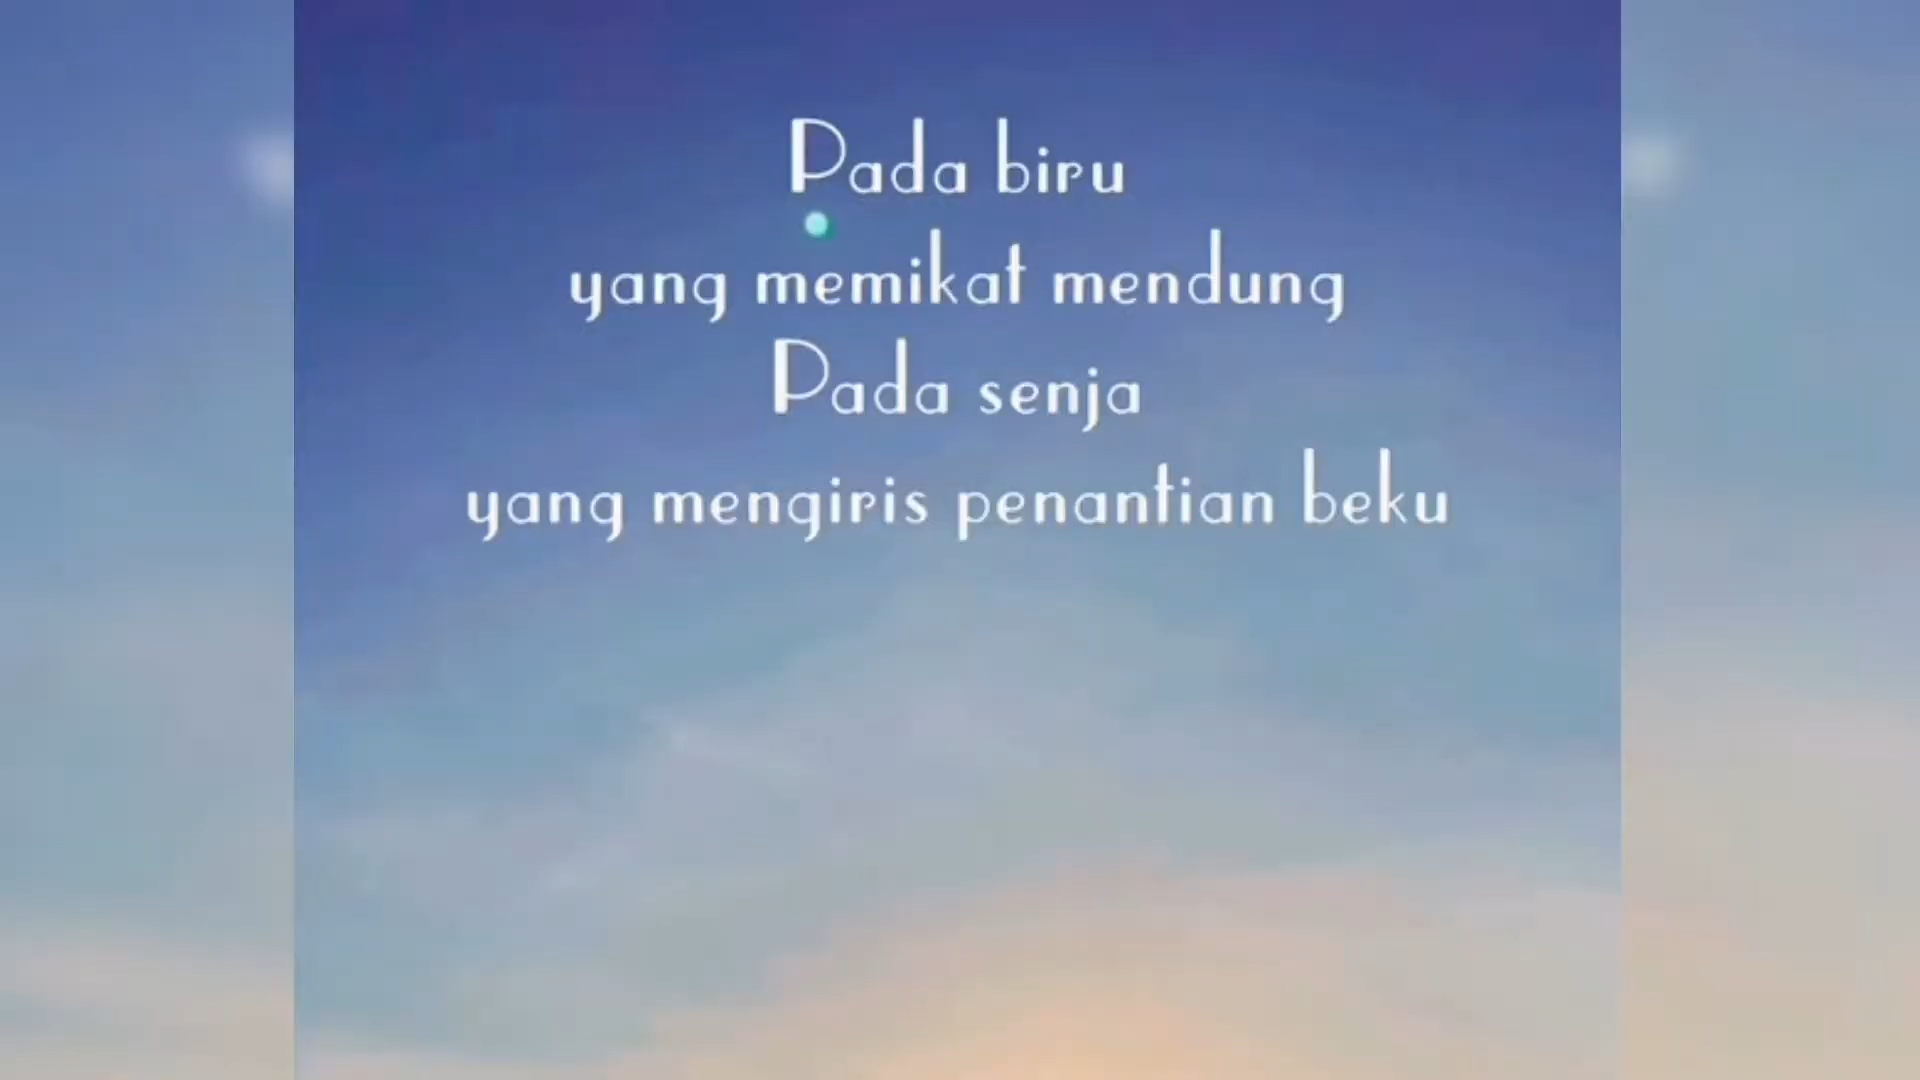 Pada biru
yang memikat mendung
Pada senja
yang mengiris penantian beku